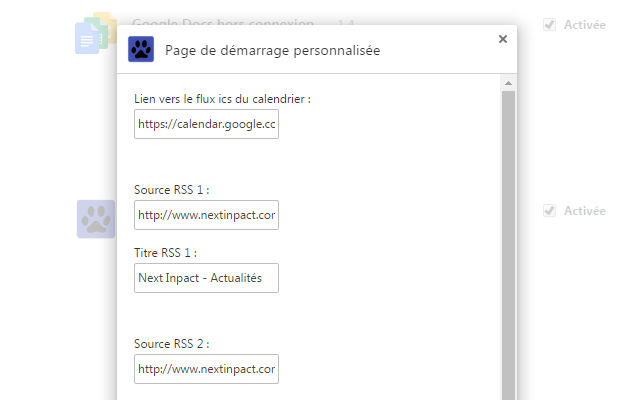 Google Docs hors connexion 1.4
Activée
Page de démarrage personnalisée
Lien vers le flux ics du calendrier :
https://calendar.google.cc
Source RSS 1 :
http://www.nextinpact.cor
Activée
Titre RSS 1 :
Next Inpact - Actualités
Source RSS 2 :
http://www.nextinpact.cor